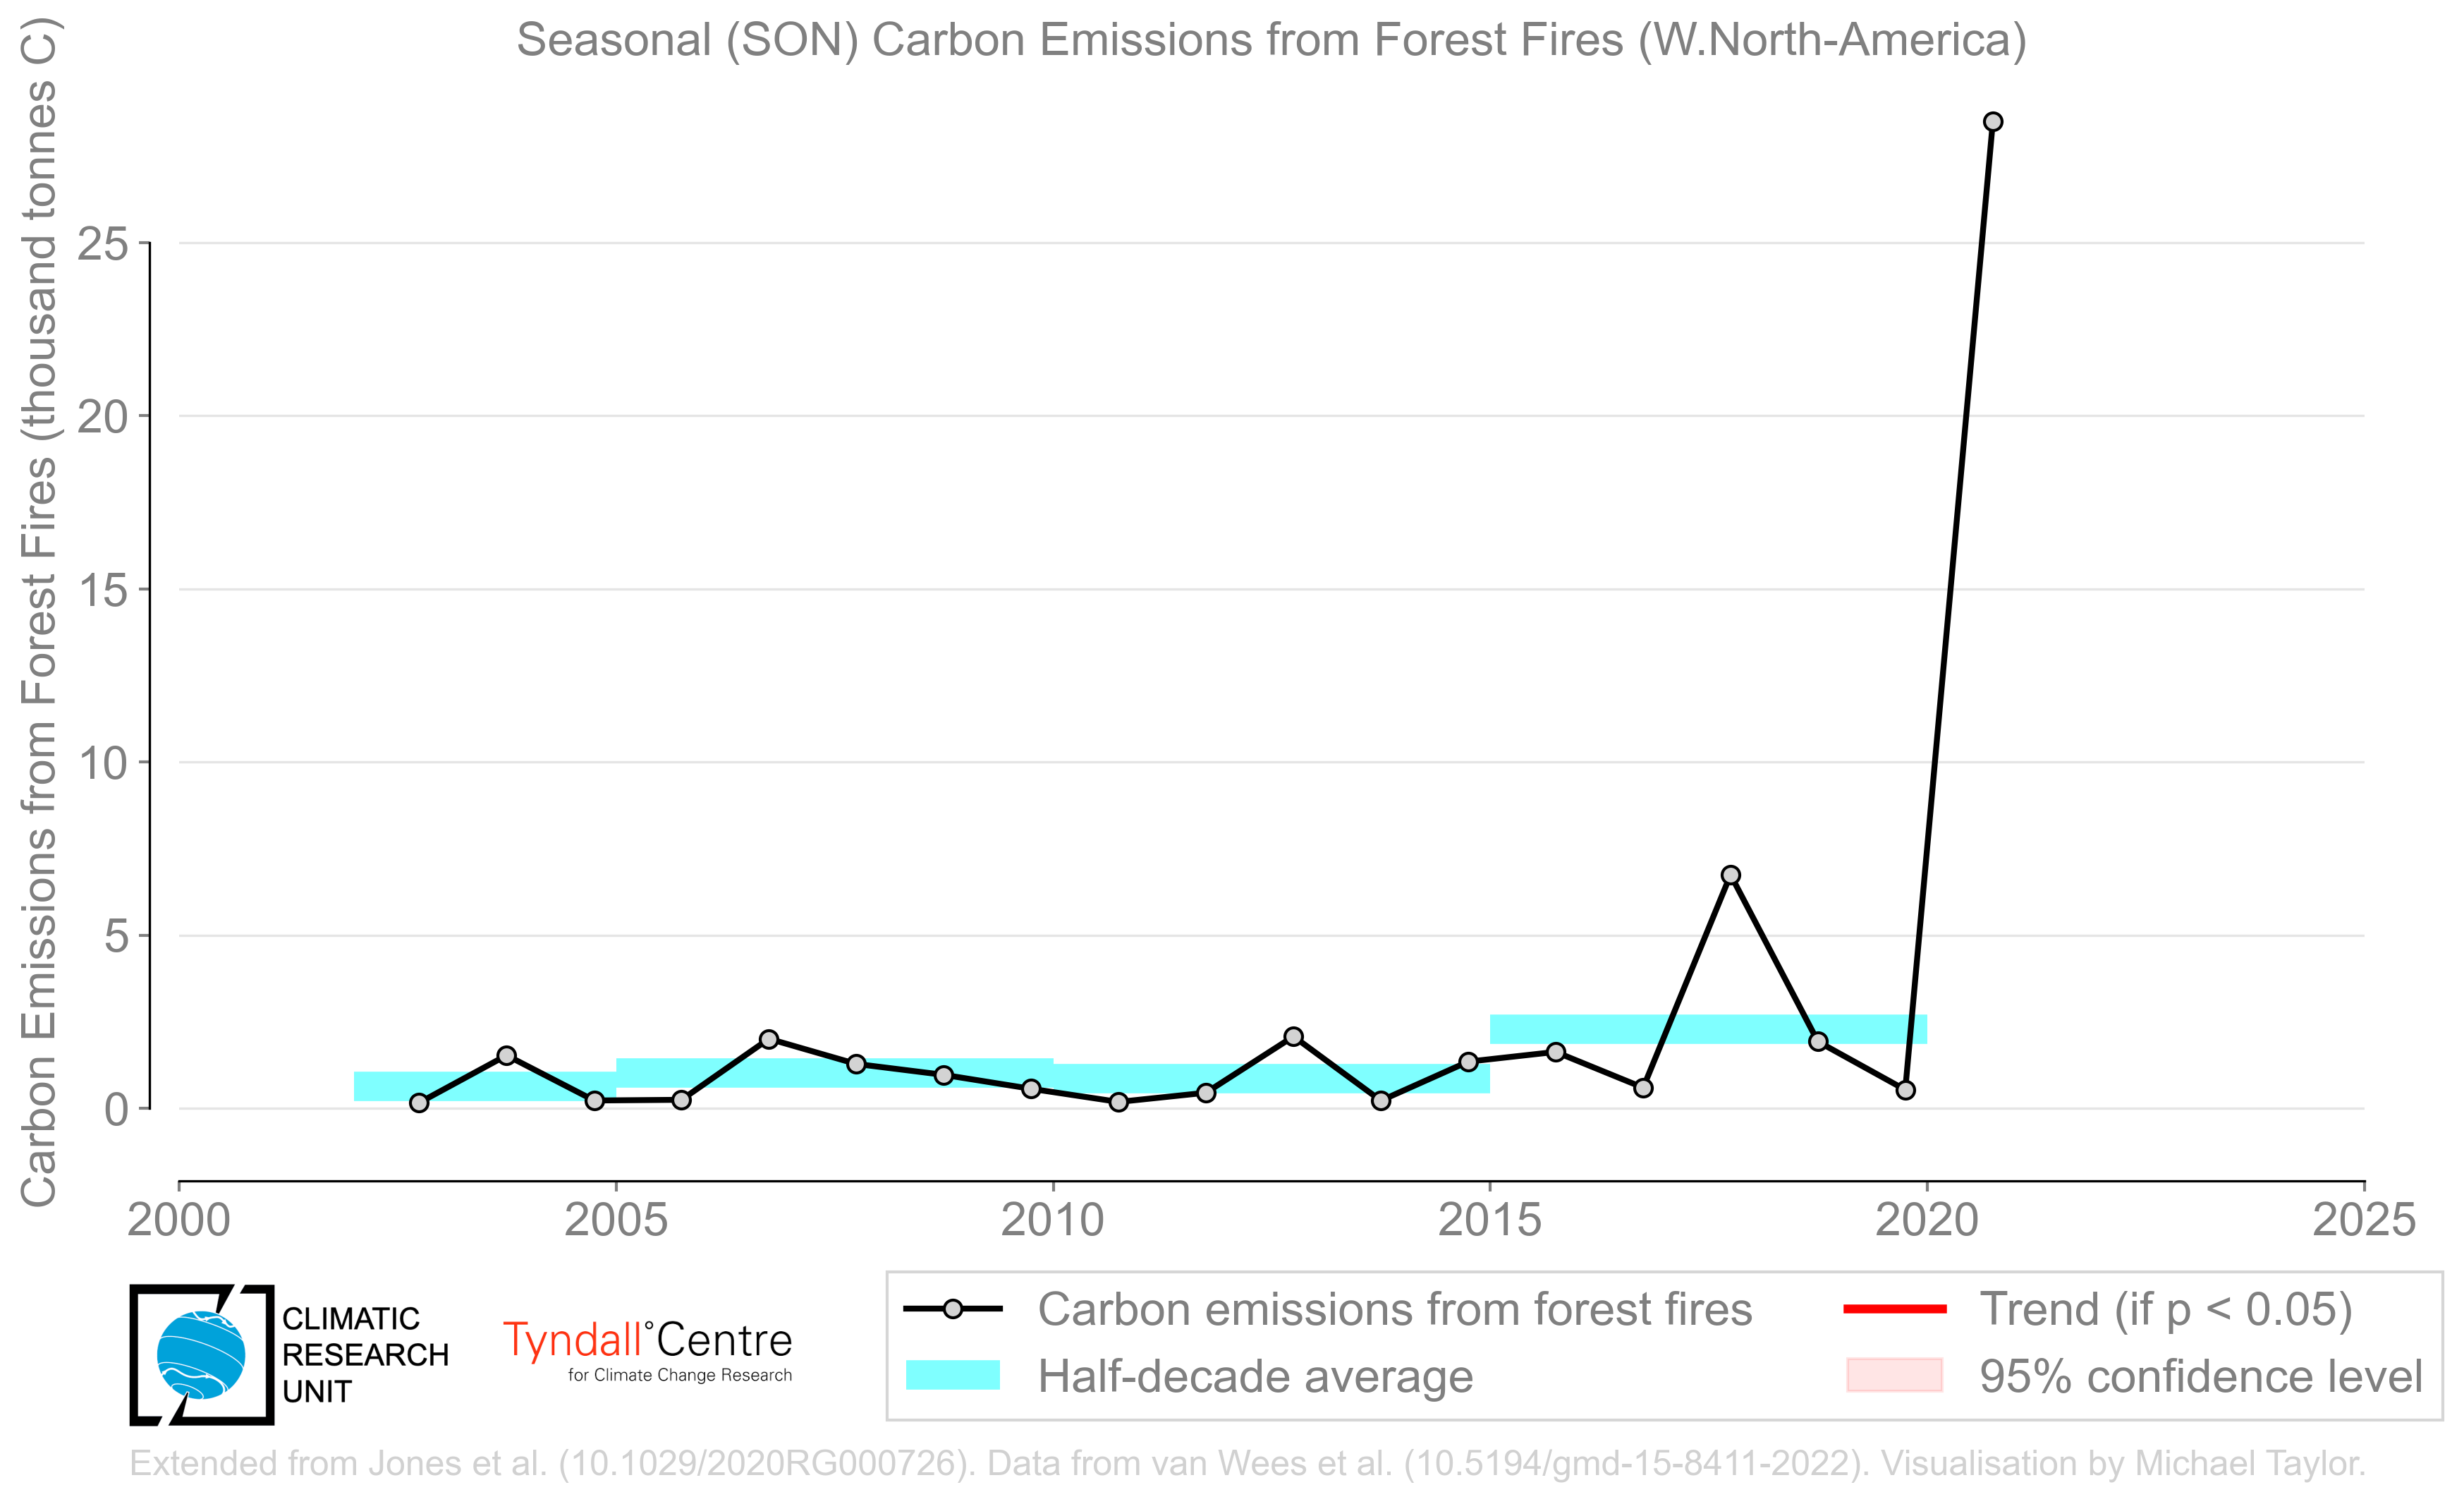 Seasonal (SON) Carbon Emissions from Forest Fires (W.North-America)
Carbon Emissions from Forest Fires (thousand tonnes C)
25
20
15
10
5
0
2000 2005 2010 2015 2020 2025
CLIMATIC
RESEARCH
UNIT
Tyndall°Centre
for Climate Change Research
Carbon emissions from forest fires
Half-decade average
Trend (if p < 0.05)
95% confidence level
Extended from Jones et al. (10.1029/2020RG000726). Data from van Wees et al. (10.5194/gmd-15-8411-2022). Visualisation by Michael Taylor.